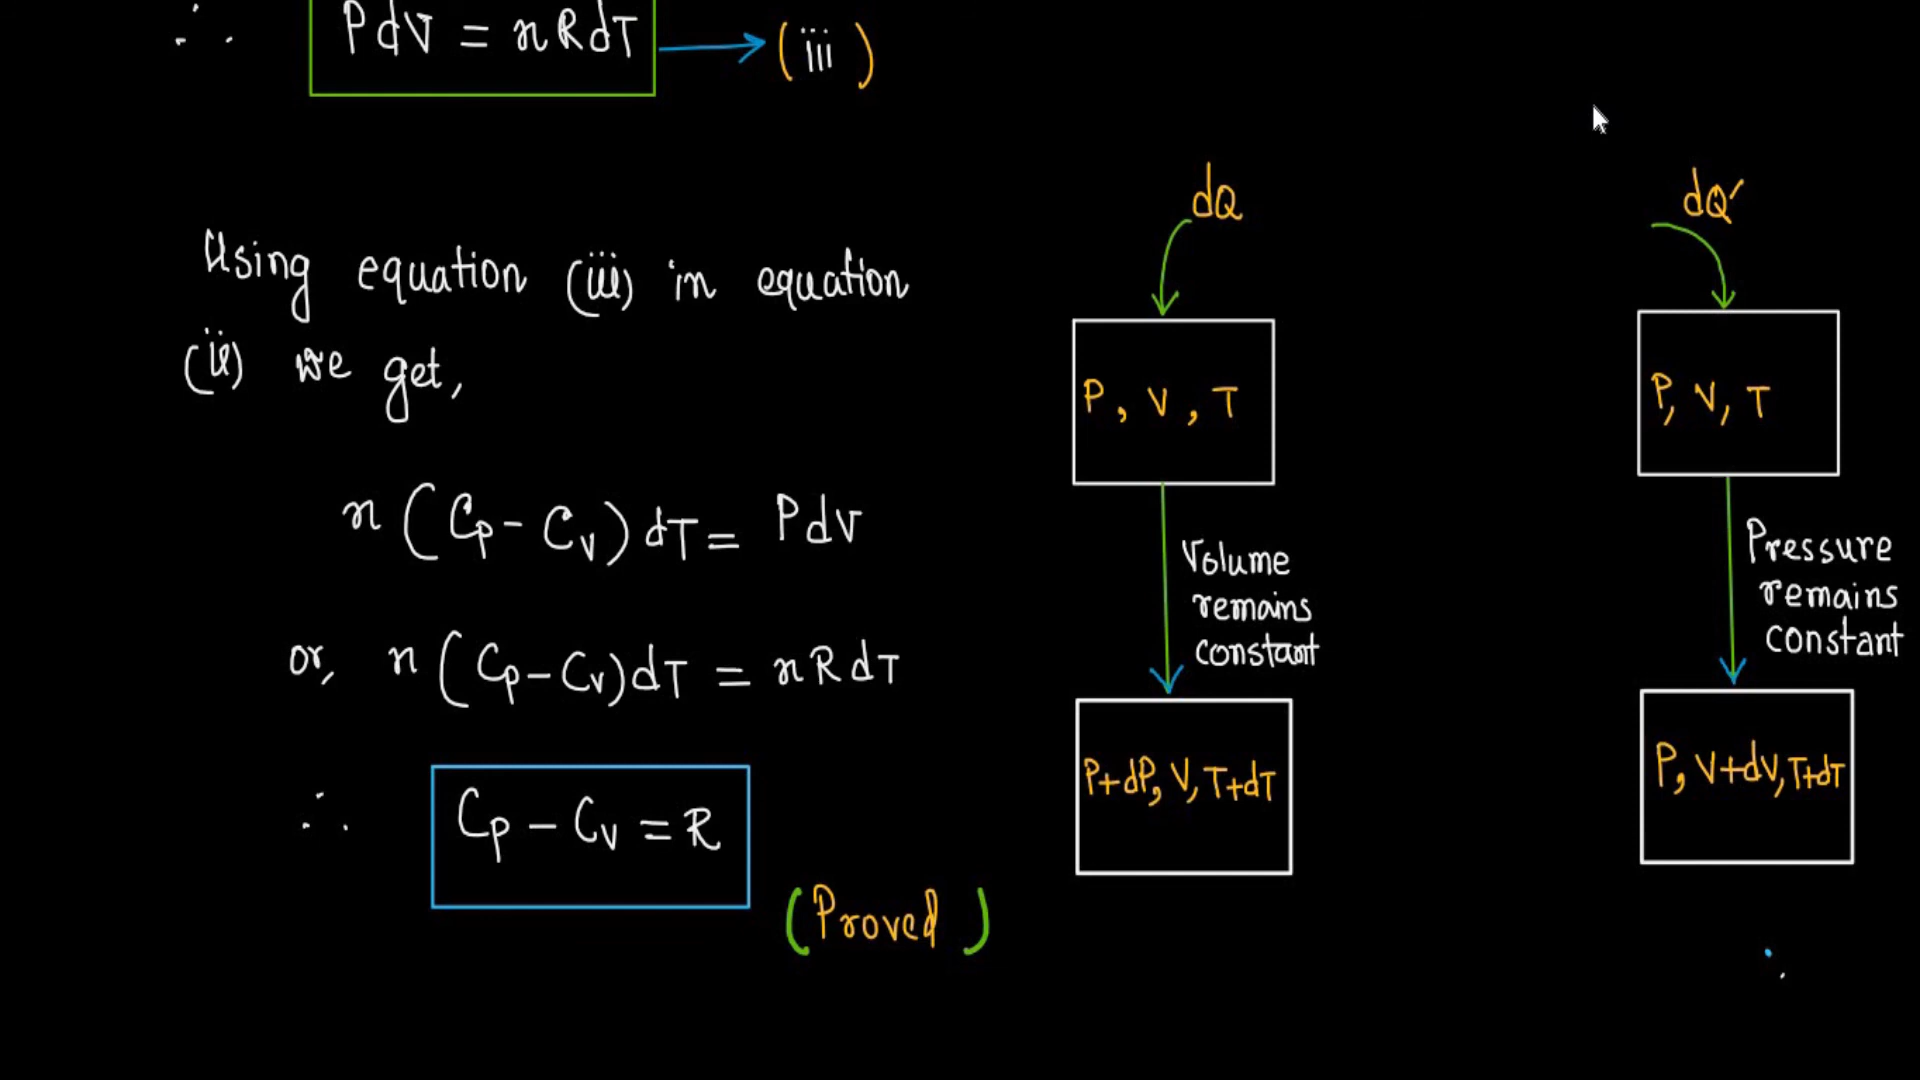 ∴ PdV = nRdT → (iii)
Using equation (iii) in equation
(ii) we get,
n(Cp - Cv)dT = PdV
or, n(Cp - Cv)dT = nRdT
∴ Cp - Cv = R
(Proved)
dQ
P, V, T
Volume
remains
constant
P+dP, V, T+dT
dQ'
P, V, T
Pressure
remains
constant
P, V+dV, T+dT